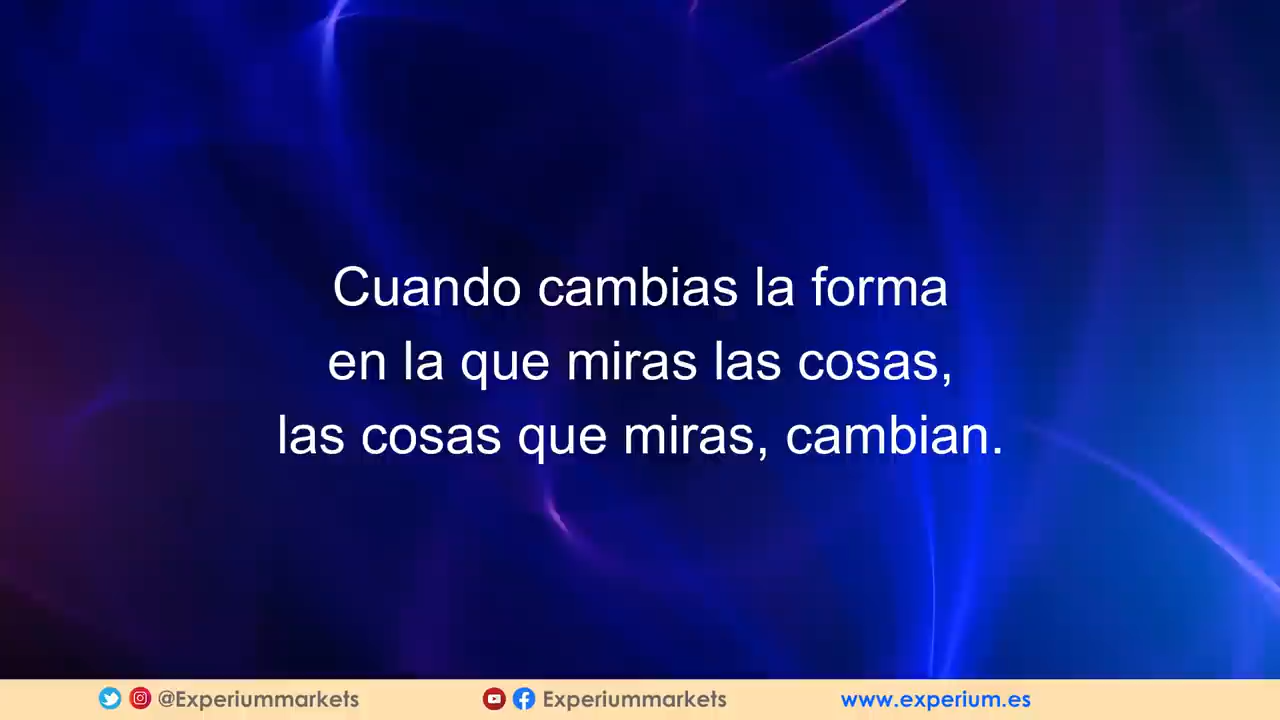 Cuando cambias la forma
en la que miras las cosas,
las cosas que miras, cambian.
@Experiummarkets
Experiummarkets
www.experium.es